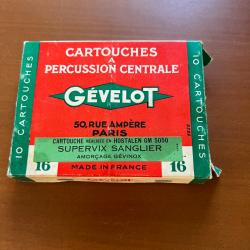 CARTOUCHES
A
PERCUSSION CENTRALE
GÉVELOT
50, RUE AMPÈRE
PARIS
CARTOUCHE RÉALISÉE EN HOSTALEN GM 5050
SUPERVIX SANGLIER
AMORÇAGE GÉVINOX
16
16
MADE IN FRANCE
10 CARTOUCHES
10 CARTOUCHES